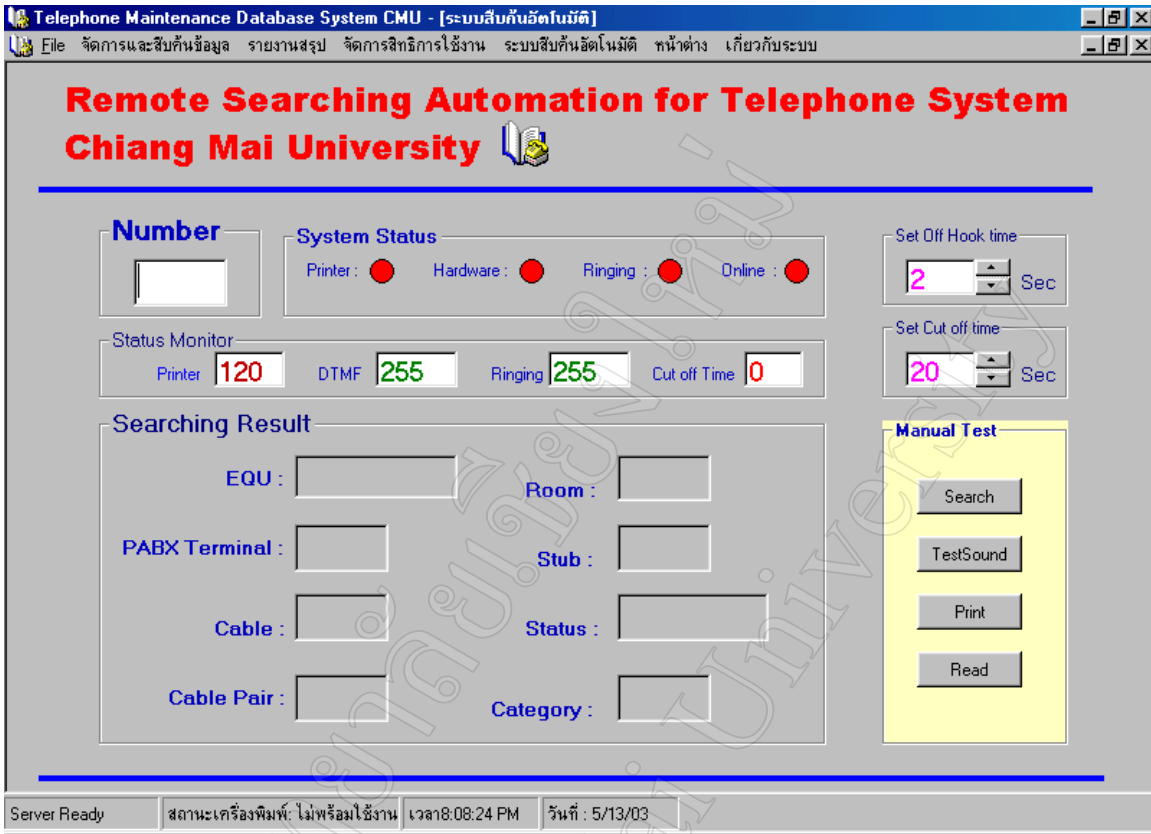 Telephone Maintenance Database System CMU - [ระบบสืบค้นอัตโนมัติ]
File จัดการและสืบค้นข้อมูล รายงานสรุป จัดการสิทธิการใช้งาน ระบบสืบค้นอัตโนมัติ หน้าต่าง เกี่ยวกับระบบ
Remote Searching Automation for Telephone System
Chiang Mai University
Number
System Status
Printer : Hardware : Ringing : Online :
Set Off Hook time
2 Sec
Status Monitor
Printer 120 DTMF 255 Ringing 255 Cut off Time 0
Set Cut off time
20 Sec
Searching Result
EQU :
Room :
PABX Terminal :
Stub :
Cable :
Status :
Cable Pair :
Category :
Manual Test
Search
TestSound
Print
Read
Server Ready สถานะเครื่องพิมพ์: ไม่พร้อมใช้งาน เวลา8:08:24 PM วันที่ : 5/13/03